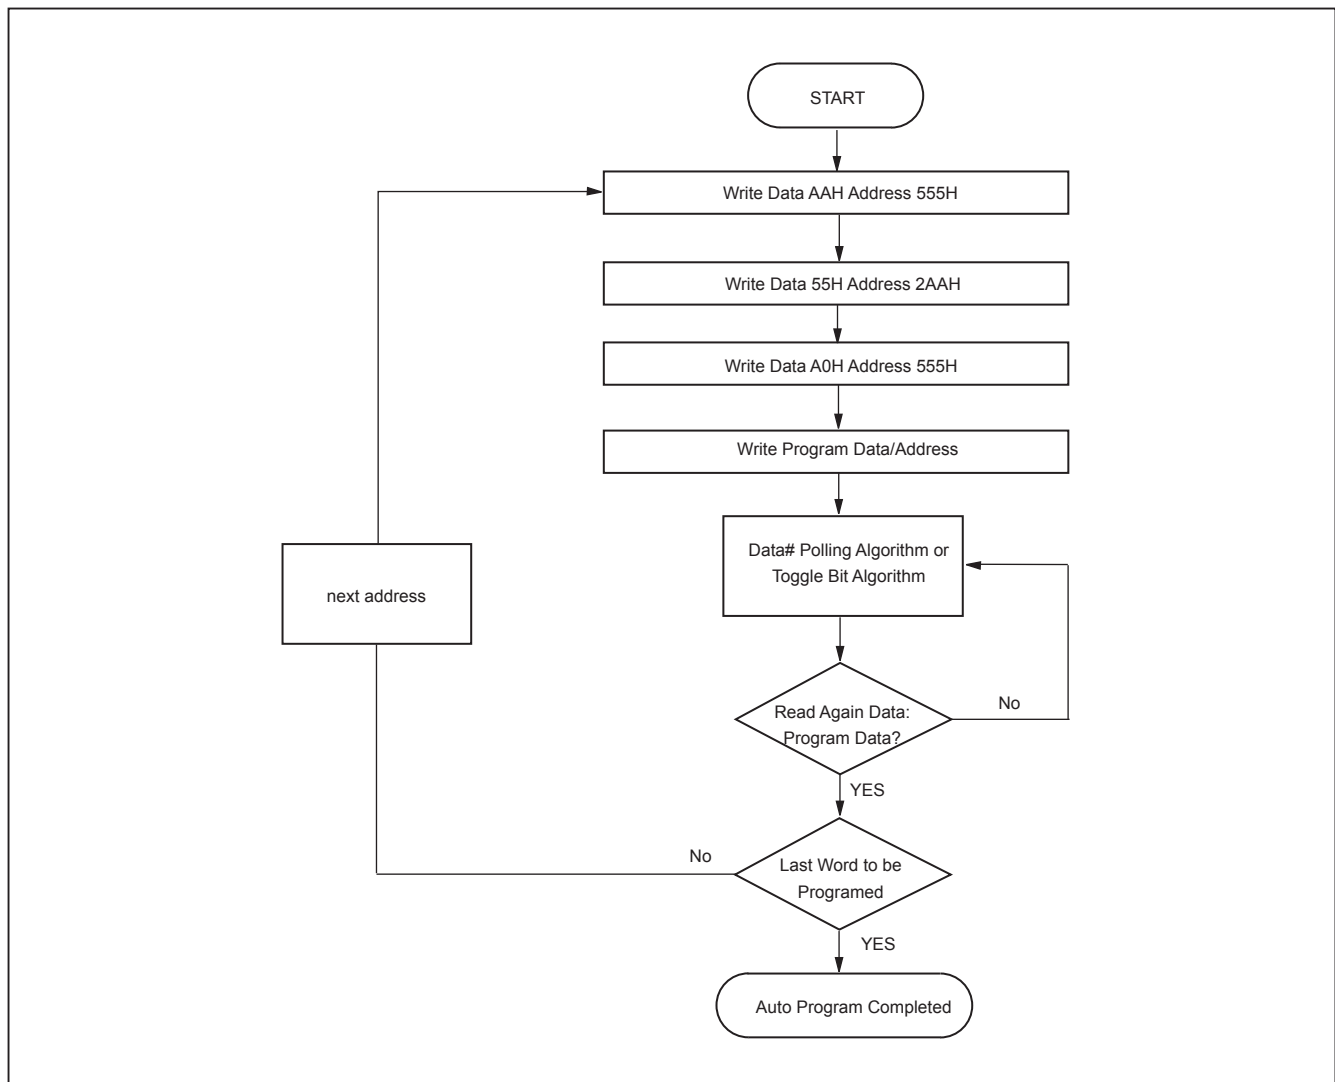 START
Write Data AAH Address 555H
Write Data 55H Address 2AAH
Write Data A0H Address 555H
Write Program Data/Address
Data# Polling Algorithm or
Toggle Bit Algorithm
next address
Read Again Data:
Program Data?
No
YES
No
Last Word to be
Programed
YES
Auto Program Completed